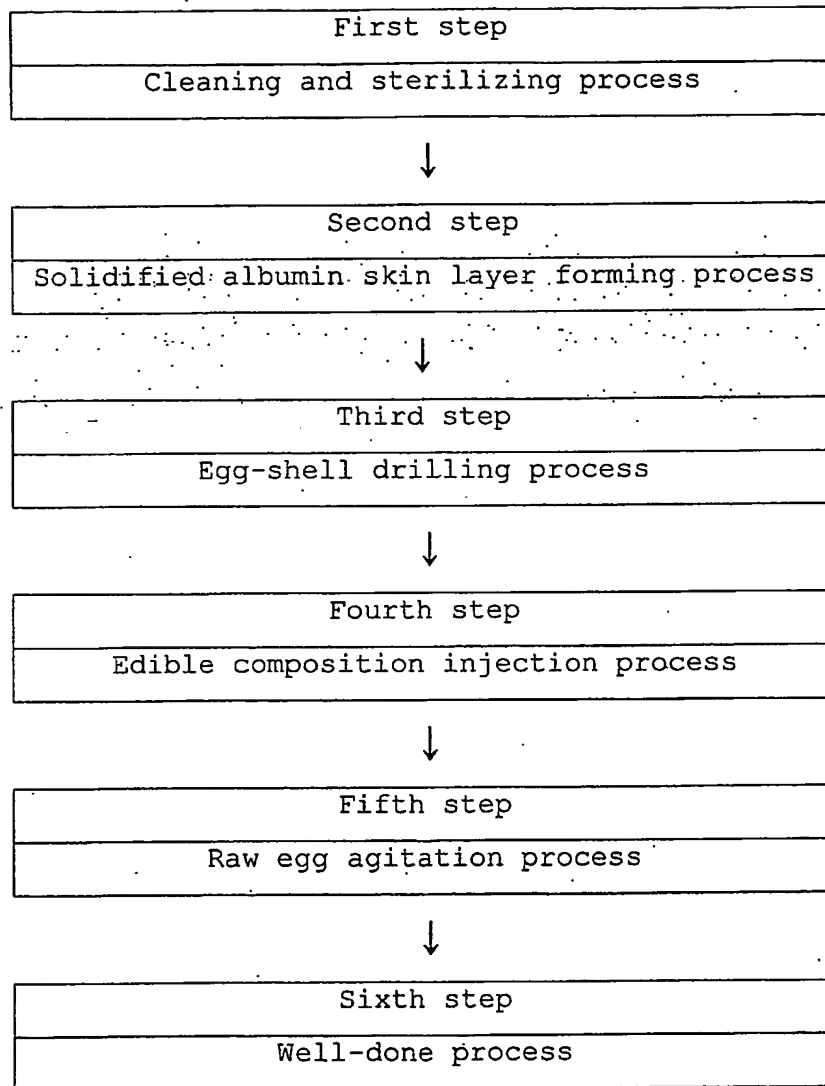 First step
Cleaning and sterilizing process
↓
Second step
Solidified albumin skin layer forming process
↓
Third step
Egg-shell drilling process
↓
Fourth step
Edible composition injection process
↓
Fifth step
Raw egg agitation process
↓
Sixth step
Well-done process